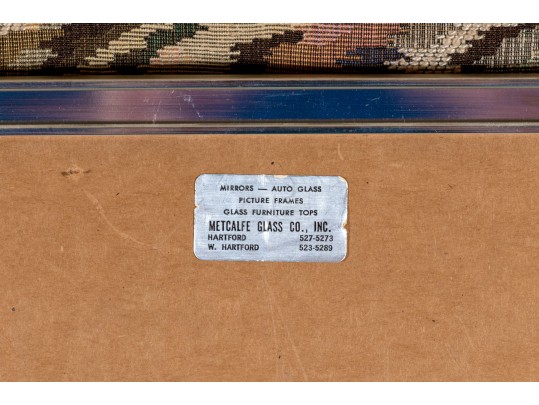 MIRRORS — AUTO GLASS
PICTURE FRAMES
GLASS FURNITURE TOPS
METCALFE GLASS CO., INC.
HARTFORD 527-5273
W. HARTFORD 523-5289